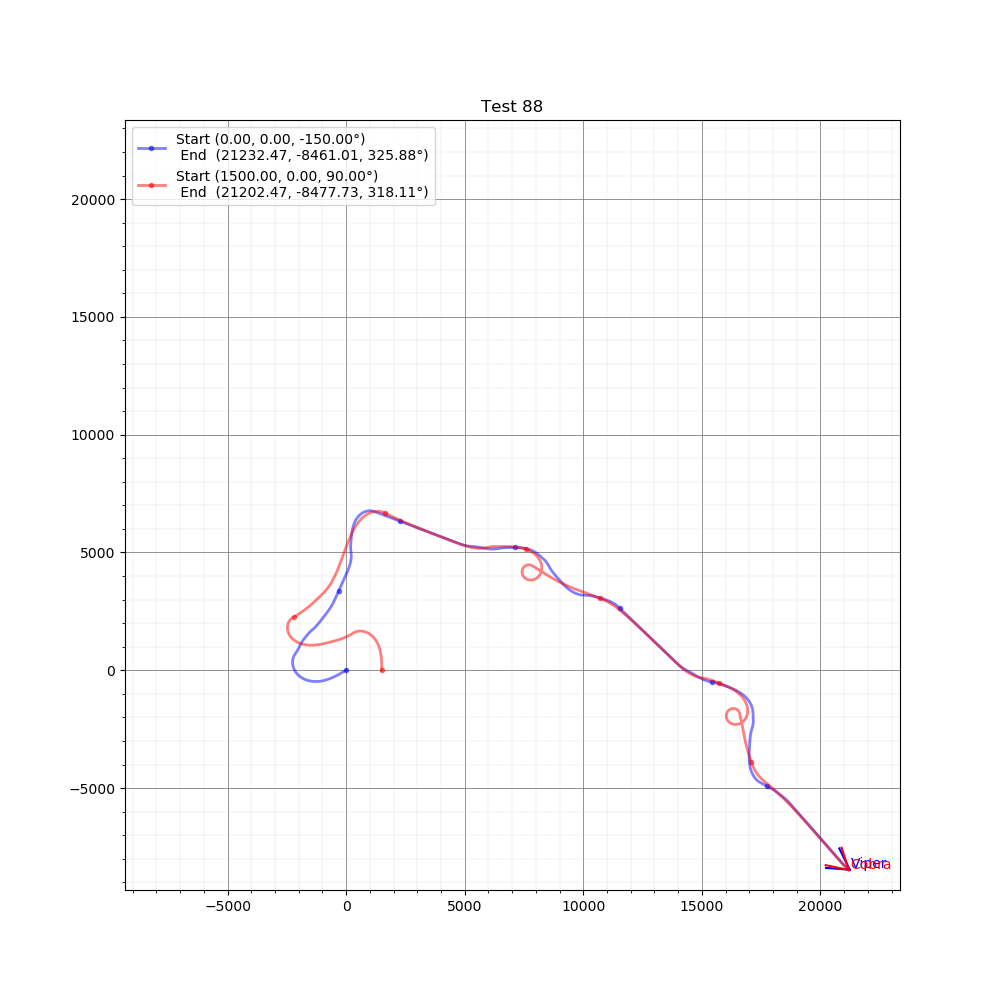 Test 88
Start (0.00, 0.00, -150.00°)
End (21232.47, -8461.01, 325.88°)
Start (1500.00, 0.00, 90.00°)
End (21202.47, -8477.73, 318.11°)
20000
15000
10000
5000
0
−5000
Viper
Cobra
−5000 0 5000 10000 15000 20000